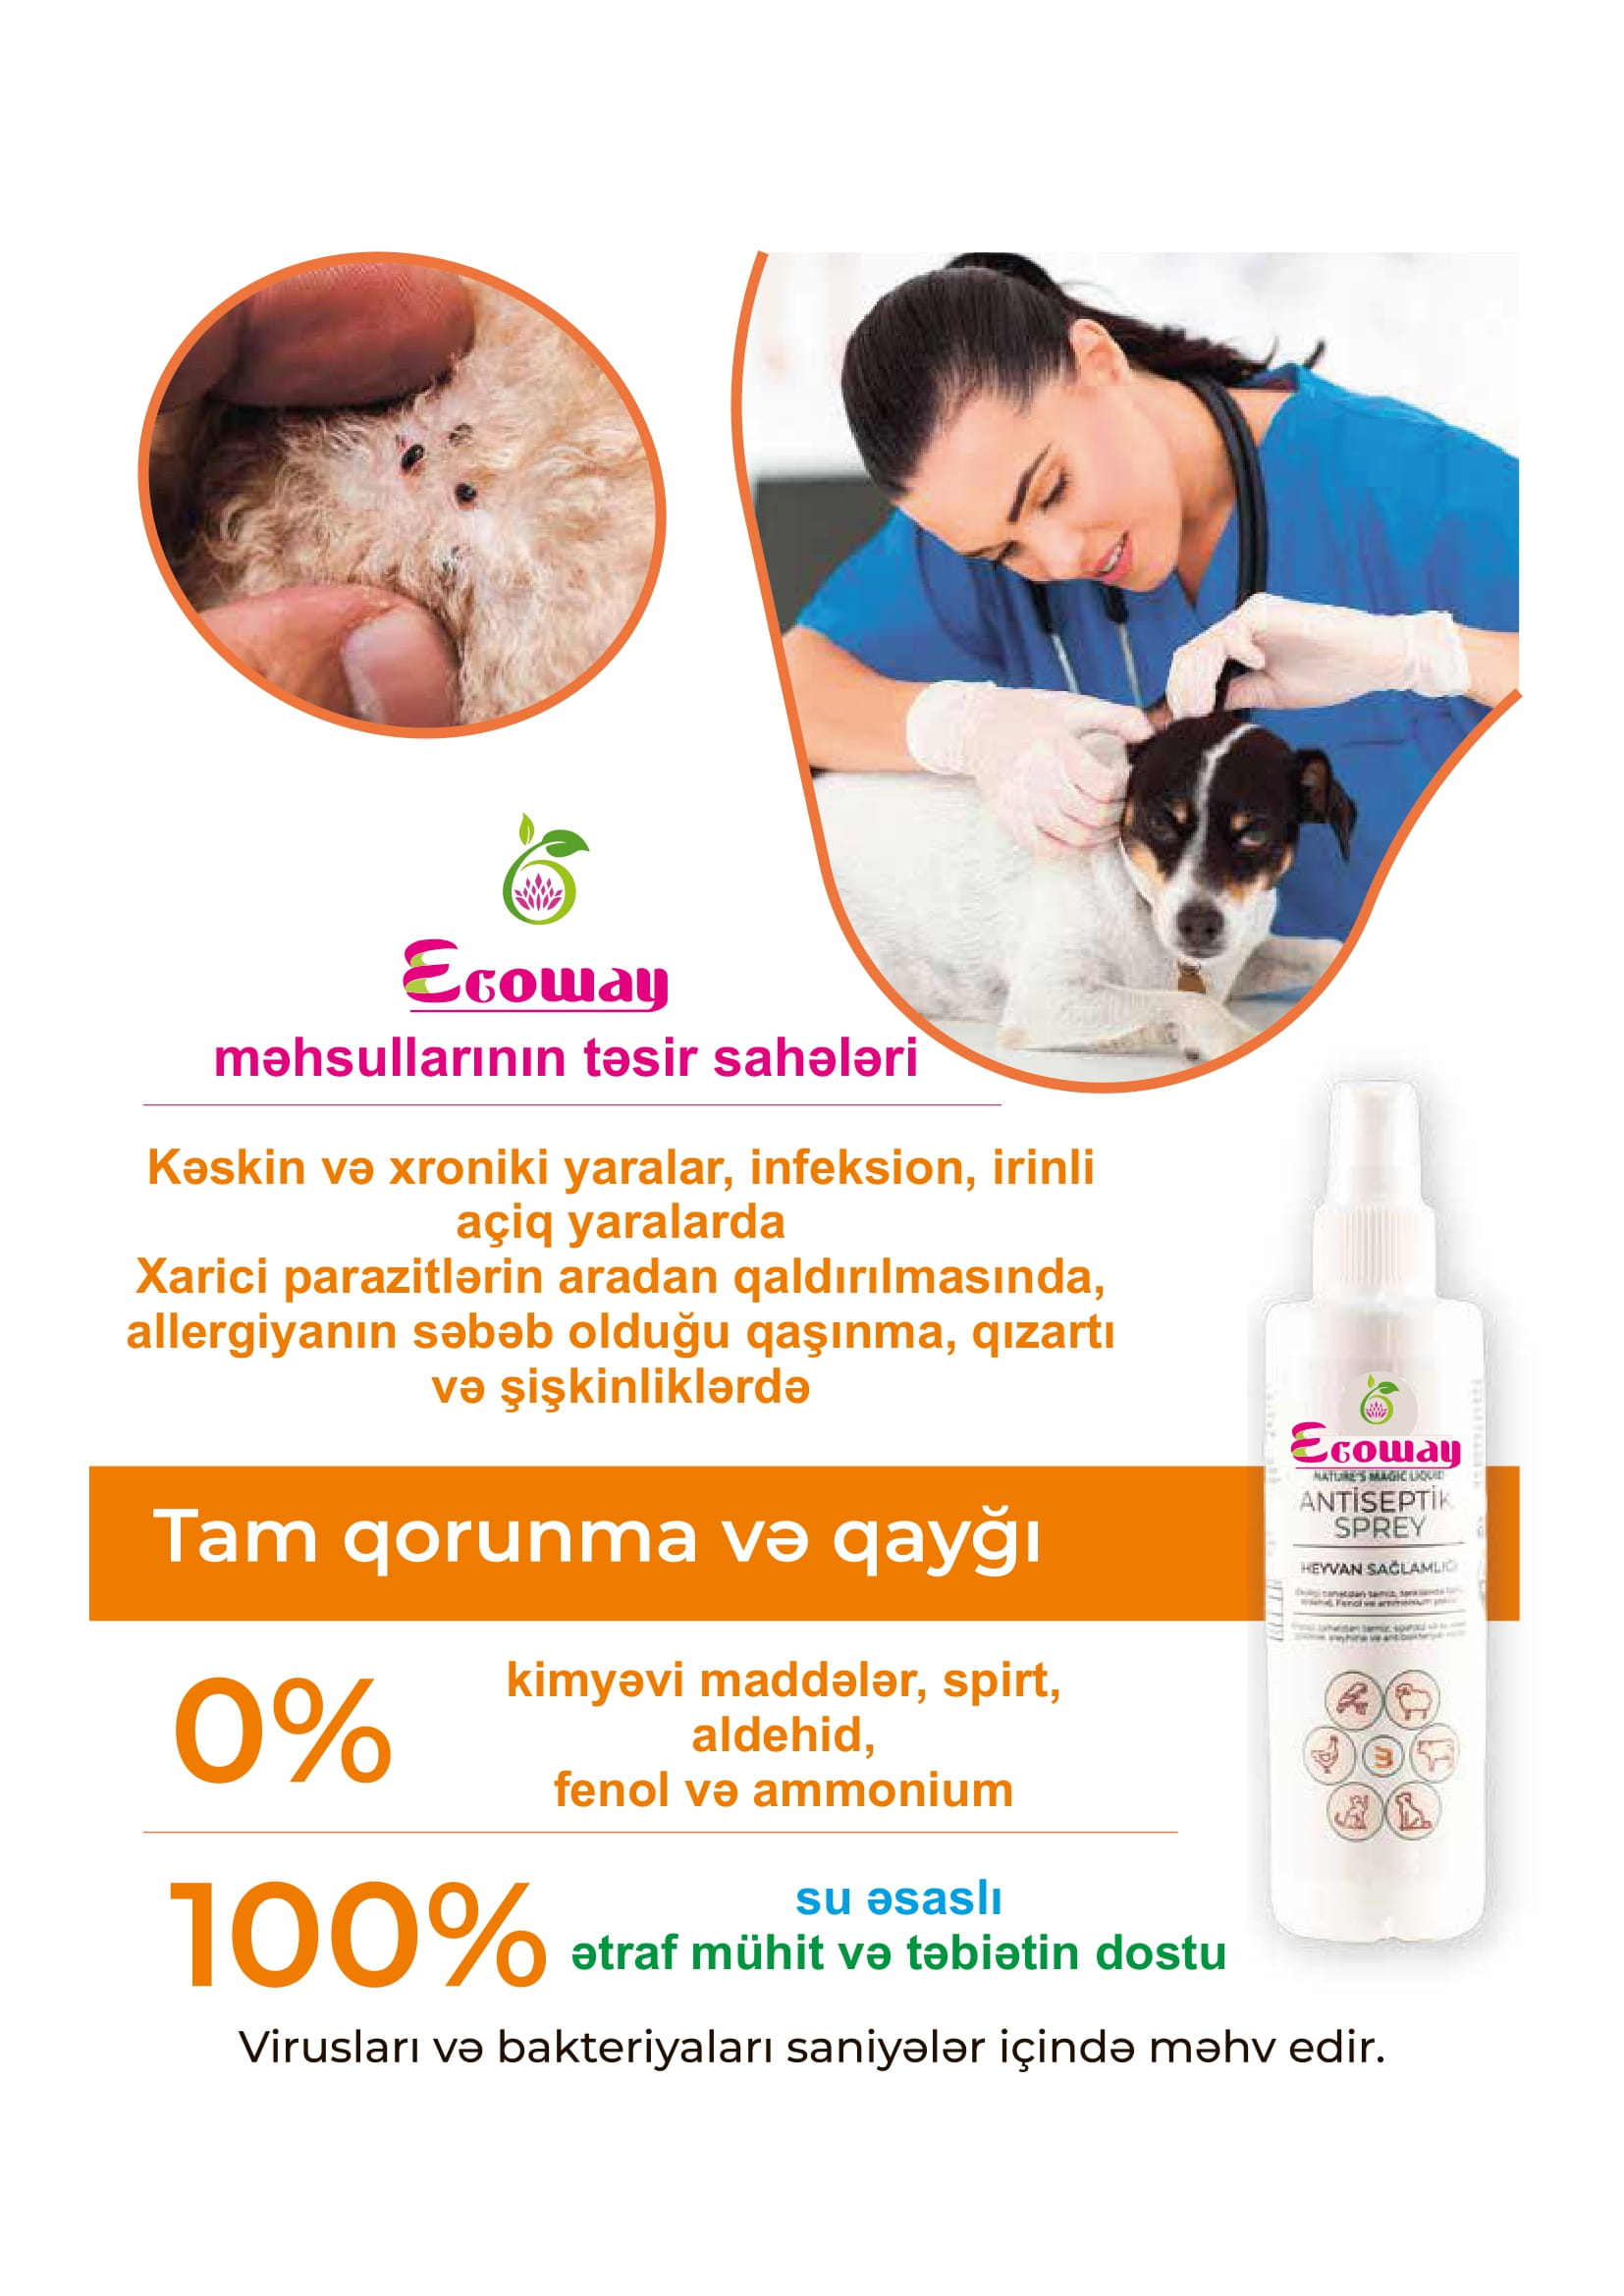 Ecoway
məhsullarının təsir sahələri
Kəskin və xroniki yaralar, infeksion, irinli
açiq yaralarda
Xarici parazitlərin aradan qaldırılmasında,
allergiyanın səbəb olduğu qaşınma, qızartı
və şişkinliklərdə
Tam qorunma və qayğı
0%
kimyəvi maddələr, spirt,
aldehid,
fenol və ammonium
100%
su əsaslı
ətraf mühit və təbiətin dostu
Virusları və bakteriyaları saniyələr içində məhv edir.
Ecoway
NATURE'S MAGIC LIQUID
ANTİSEPTİK
SPREY
HEYVAN SAĞLAMLIĞI